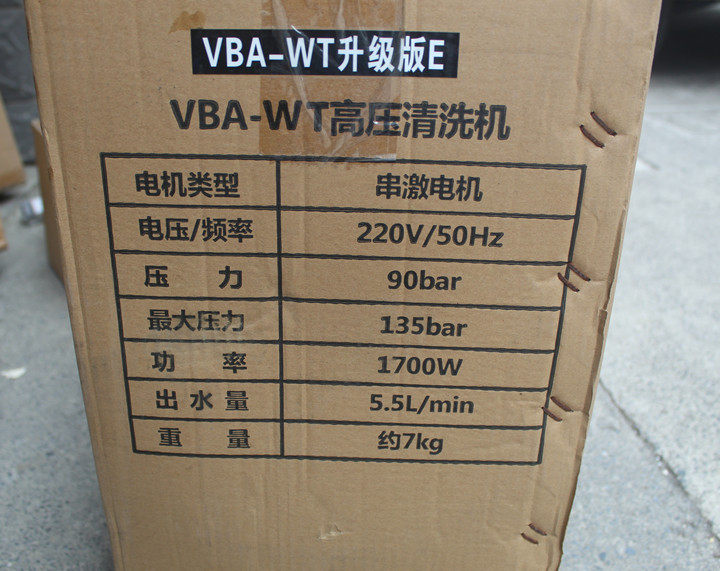 VBA-WT升级版E
VBA-WT高压清洗机
电机类型 串激电机
电压/频率 220V/50Hz
压 力 90bar
最大压力 135bar
功 率 1700W
出水量 5.5L/min
重 量 约7kg